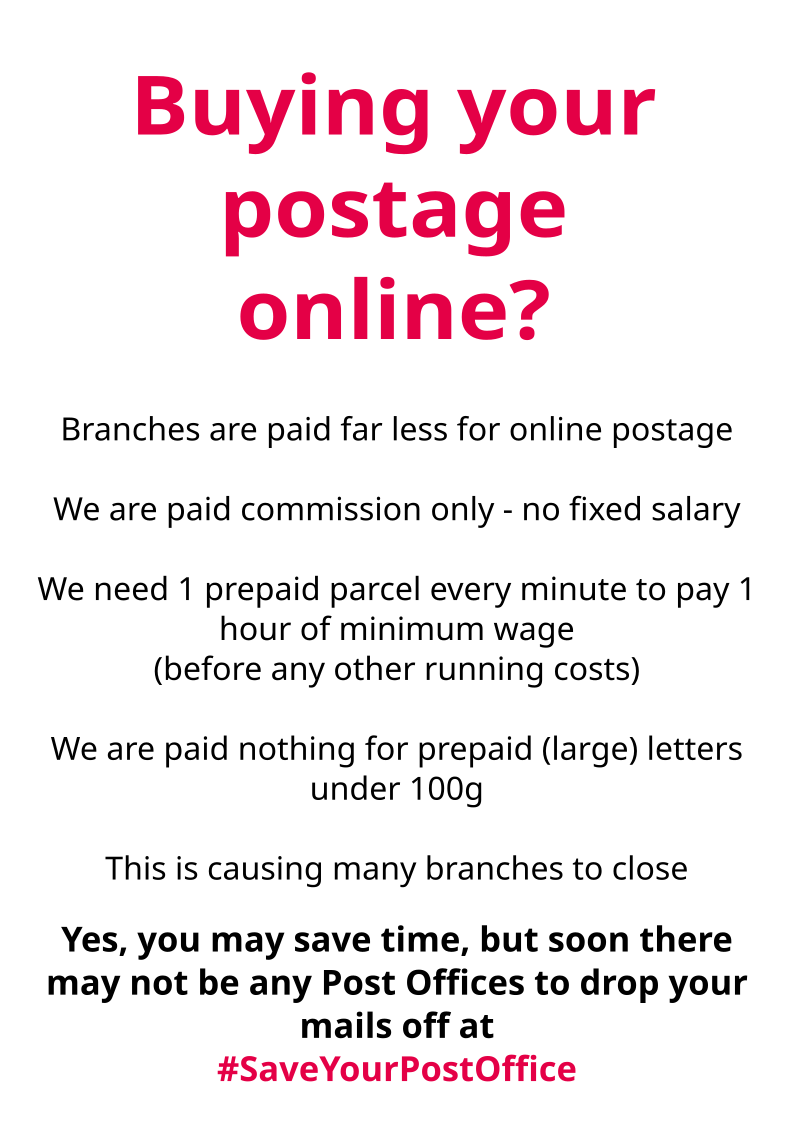 Buying your
postage
online?
Branches are paid far less for online postage
We are paid commission only - no fixed salary
We need 1 prepaid parcel every minute to pay 1
hour of minimum wage
(before any other running costs)
We are paid nothing for prepaid (large) letters
under 100g
This is causing many branches to close
Yes, you may save time, but soon there
may not be any Post Offices to drop your
mails off at
#SaveYourPostOffice